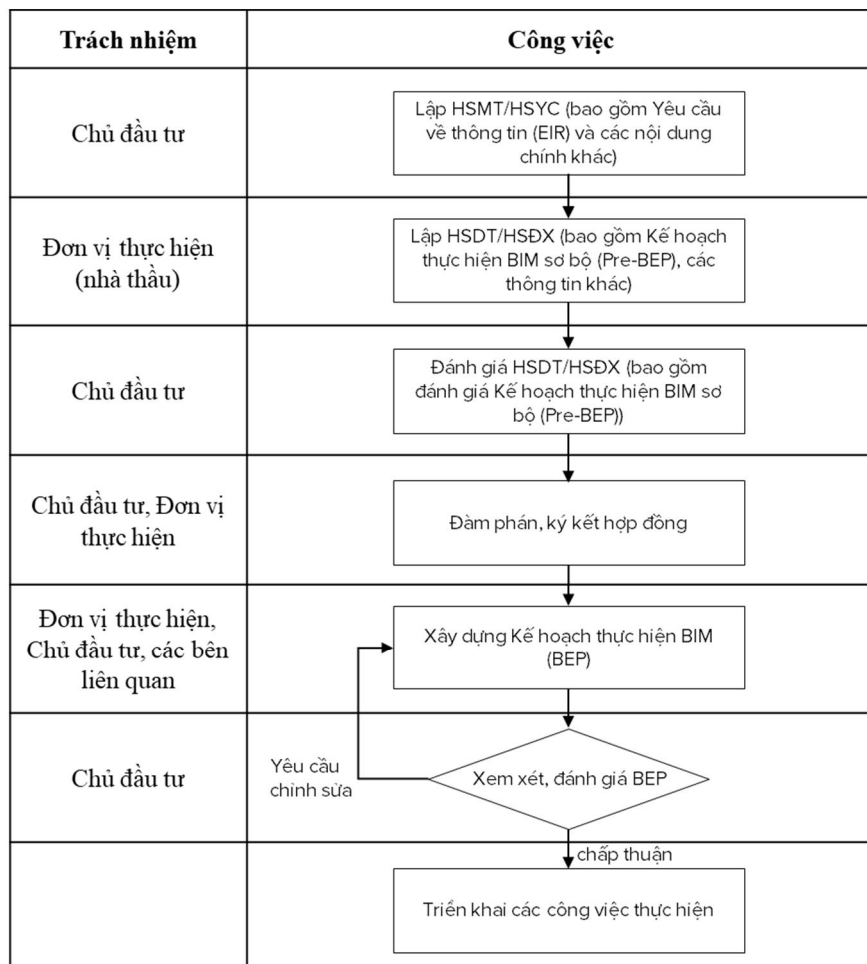 Trách nhiệm
Công việc
Chủ đầu tư
Lập HSMT/HSYC (bao gồm Yêu cầu
về thông tin (EIR) và các nội dung
chính khác)
Đơn vị thực hiện
(nhà thầu)
Lập HSDT/HSĐX (bao gồm Kế hoạch
thực hiện BIM sơ bộ (Pre-BEP), các
thông tin khác)
Chủ đầu tư
Đánh giá HSDT/HSĐX (bao gồm
đánh giá Kế hoạch thực hiện BIM sơ
bộ (Pre-BEP))
Chủ đầu tư, Đơn vị
thực hiện
Đàm phán, ký kết hợp đồng
Đơn vị thực hiện,
Chủ đầu tư, các bên
liên quan
Xây dựng Kế hoạch thực hiện BIM
(BEP)
Chủ đầu tư
Yêu cầu
chỉnh sửa
Xem xét, đánh giá BEP
chấp thuận
Triển khai các công việc thực hiện